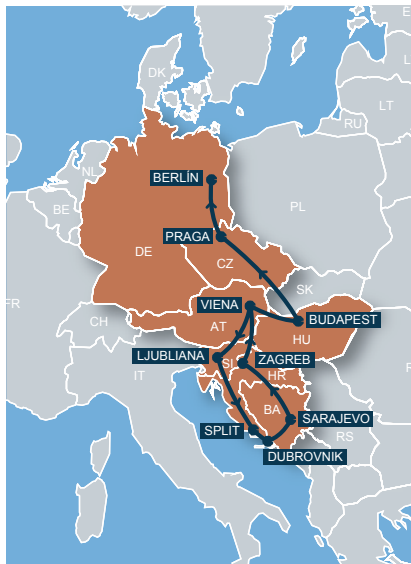 DK
LT
RU
BERLÍN
NL
PL
BE
PRAGA
DE
CZ
SK
FR
VIENA
BUDAPEST
CH
AT
HU
LJUBLIANA
ZAGREB
SI
IT
HR
BA
SARAJEVO
SPLIT
RS
DUBROVNIK